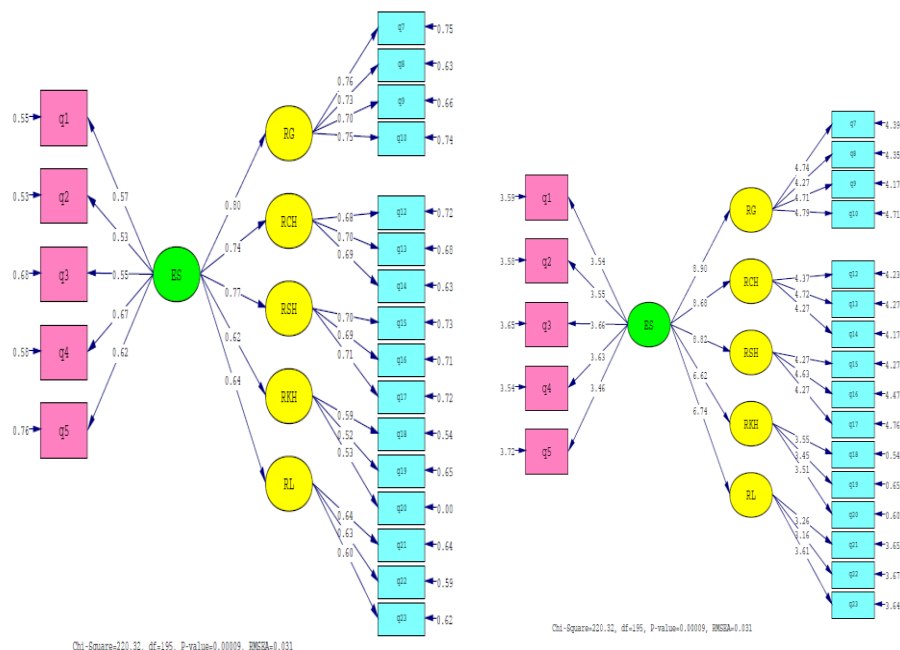 q7
0.75
q8
0.63
q9
0.66
q10
0.74
0.76
0.73
0.70
0.75
0.55
q1
0.53
q2
0.68
q3
0.58
q4
0.76
q5
0.57
0.53
0.55
0.67
0.62
ES
0.80
0.74
0.77
0.62
0.64
RG
RCH
RSH
RKH
RL
0.68
0.70
0.69
q12
0.72
q13
0.68
q14
0.63
0.70
0.69
0.71
q15
0.73
q16
0.71
q17
0.72
0.59
0.52
0.53
q18
0.54
q19
0.65
q20
0.00
0.64
0.63
0.60
q21
0.64
q22
0.59
q23
0.62
Chi-Square=220.32, df=195, P-value=0.00009, RMSEA=0.031
3.59
q1
3.58
q2
3.65
q3
3.54
q4
3.72
q5
3.54
3.55
3.66
3.63
3.46
ES
8.90
8.68
8.82
6.62
6.74
RG
RCH
RSH
RKH
RL
4.74
4.27
4.71
4.79
q7
4.39
q8
4.35
q9
4.17
q10
4.71
4.37
4.72
4.27
q12
4.23
q13
4.27
q14
4.17
4.27
4.63
4.27
q15
4.27
q16
4.47
q17
4.76
3.55
3.45
3.51
q18
0.54
q19
0.65
q20
0.60
3.26
3.16
3.61
q21
3.65
q22
3.67
q23
3.64
Chi-Square=220.32, df=195, P-value=0.00009, RMSEA=0.031